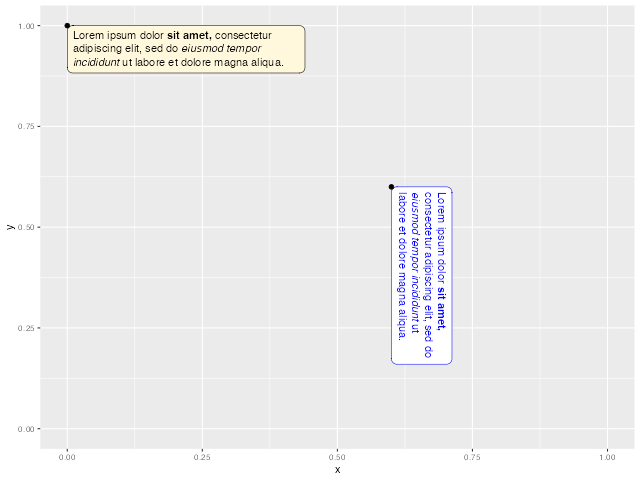 1.00
Lorem ipsum dolor sit amet, consectetur
adipiscing elit, sed do eiusmod tempor
incididunt ut labore et dolore magna aliqua.
0.75
y
0.50
Lorem ipsum dolor sit amet,
consectetur adipiscing elit, sed do
eiusmod tempor incididunt ut
labore et dolore magna aliqua.
0.25
0.00
0.00 0.25 0.50 0.75 1.00
x